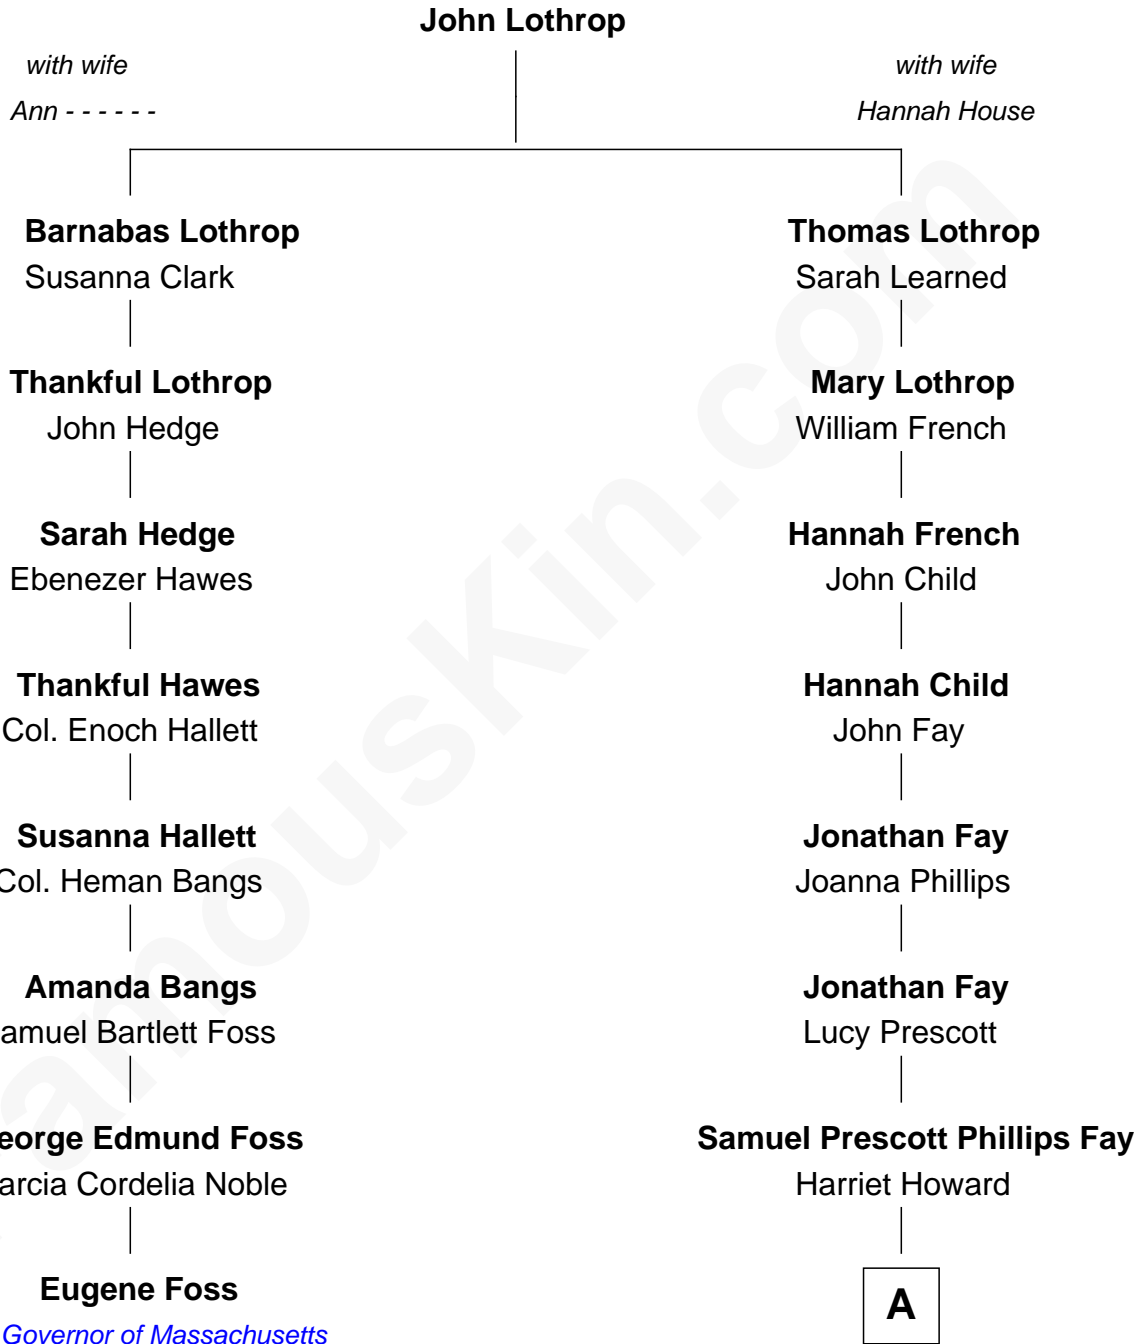 John Lothrop
with wife
Ann - - - - - -
with wife
Hannah House
Barnabas Lothrop
Susanna Clark
Thomas Lothrop
Sarah Learned
Thankful Lothrop
John Hedge
Mary Lothrop
William French
Sarah Hedge
Ebenezer Hawes
Hannah French
John Child
Thankful Hawes
Col. Enoch Hallett
Hannah Child
John Fay
Susanna Hallett
Col. Heman Bangs
Jonathan Fay
Joanna Phillips
Amanda Bangs
amuel Bartlett Foss
Jonathan Fay
Lucy Prescott
eorge Edmund Foss
arcia Cordelia Noble
Samuel Prescott Phillips Fay
Harriet Howard
Eugene Foss
Governor of Massachusetts
A
amouskin.com